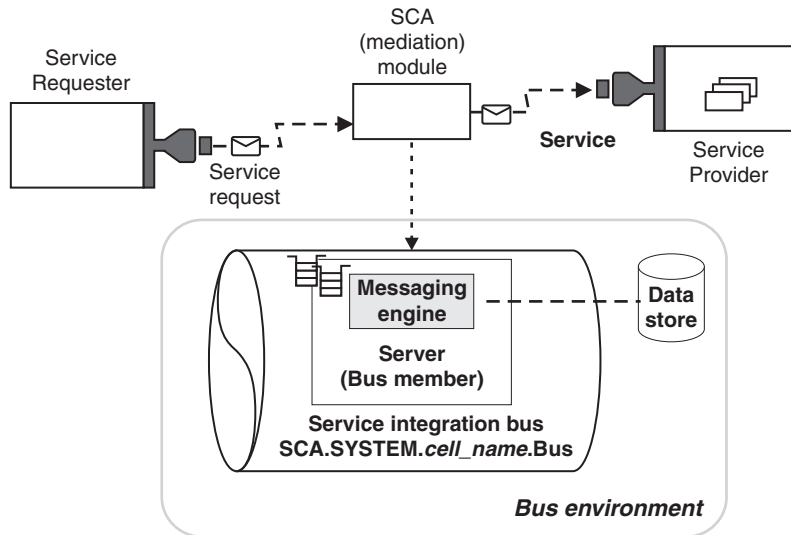 Service
Requester
SCA
(mediation)
module
Service
request
Service
Service
Provider
Messaging
engine
Data
store
Server
(Bus member)
Service integration bus
SCA.SYSTEM.cell_name.Bus
Bus environment